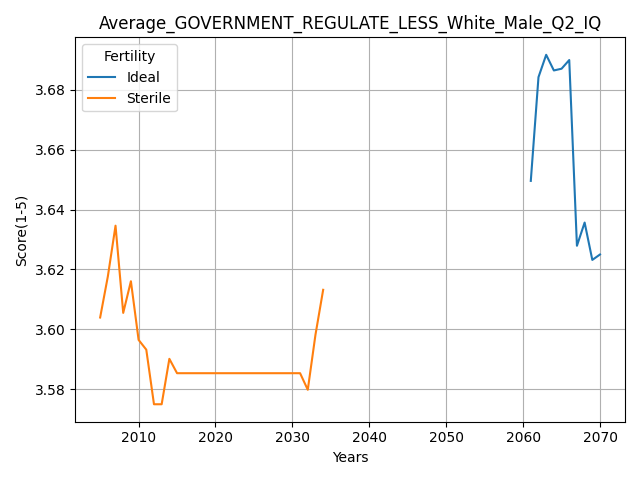 Average_GOVERNMENT_REGULATE_LESS_White_Male_Q2_IQ
Fertility
Ideal
Sterile
3.68
3.66
3.64
3.62
3.60
3.58
Score(1-5)
2010 2020 2030 2040 2050 2060 2070
Years